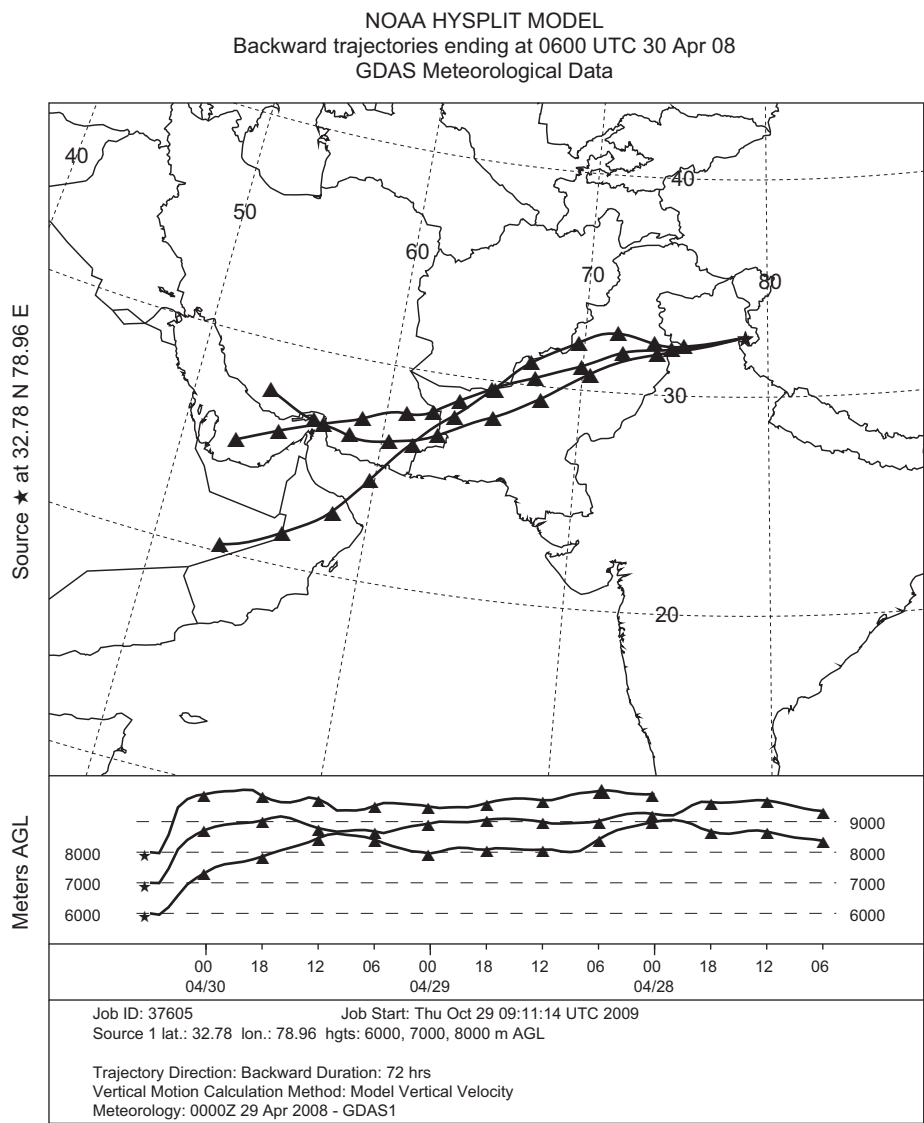 NOAA HYSPLIT MODEL
Backward trajectories ending at 0600 UTC 30 Apr 08
GDAS Meteorological Data
Source ★ at 32.78 N 78.96 E
40
50
60
70
80
40
30
20
Meters AGL
9000
8000
8000
7000
7000
6000
6000
00 18 12 06 00 18 12 06 00 18 12 06
04/30 04/29 04/28
Job ID: 37605 Job Start: Thu Oct 29 09:11:14 UTC 2009
Source 1 lat.: 32.78 lon.: 78.96 hgts: 6000, 7000, 8000 m AGL
Trajectory Direction: Backward Duration: 72 hrs
Vertical Motion Calculation Method: Model Vertical Velocity
Meteorology: 0000Z 29 Apr 2008 - GDAS1